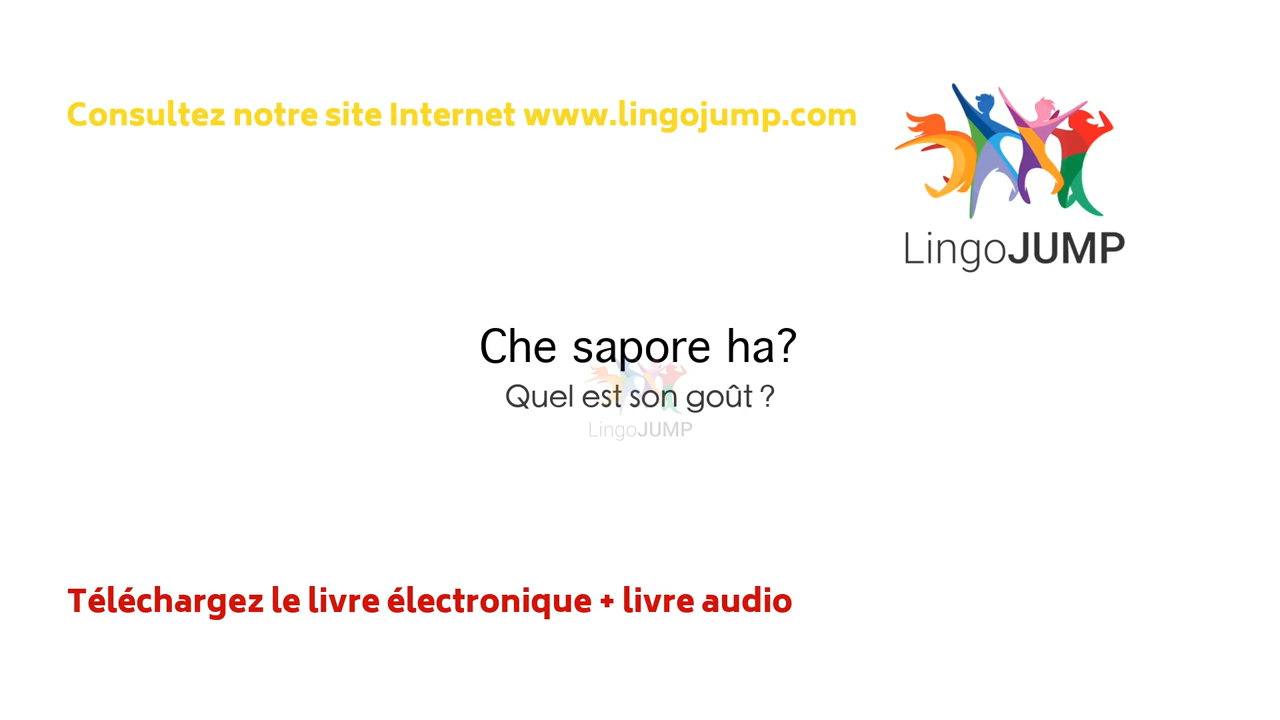 Consultez notre site Internet www.lingojump.com
LingoJUMP
Che sapore ha?
Quel est son goût ?
LingoJUMP
Téléchargez le livre électronique + livre audio